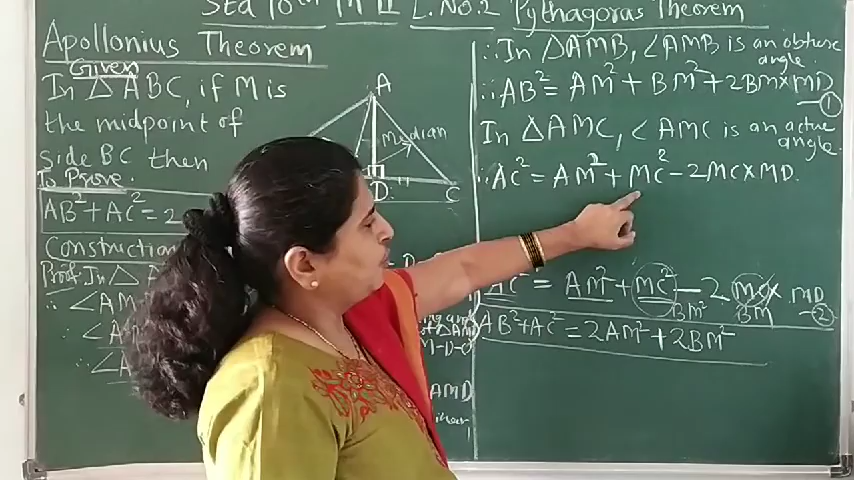 Std 10th M II L.No.2 Pythagoras Theorem
Apollonius Theorem
Given
In △ABC, if M is
the midpoint of
side BC then
To Prove
AB²+AC²=2
Construction
Proof: In △
∴ ∠AM
∴ ∠A
∴ ∠A
A
Median
D
C
M-D-C
AMD
∴ In △AMB, ∠AMB is an obtuse
angle.
∴ AB² = AM² + BM² + 2BM×MD
—①
In △AMC, ∠AMC is an acute
angle.
∴ AC² = AM² + MC² - 2MC×MD.
AC² = AM² + MC² - 2 MC× MD
BM² BM —②
AB²+AC² = 2AM² + 2BM²